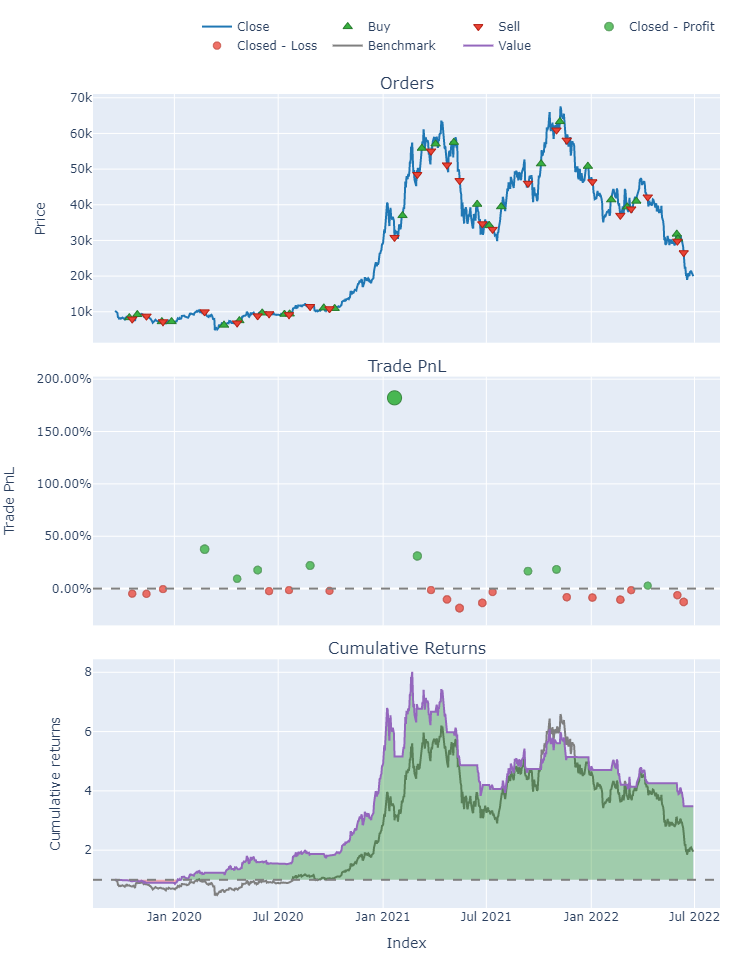 Close Buy Sell Closed - Profit
Closed - Loss Benchmark Value
Orders
70k
60k
50k
40k
30k
20k
10k
Price
Trade PnL
200.00%
150.00%
100.00%
50.00%
0.00%
Trade PnL
Cumulative Returns
8
6
4
2
Cumulative returns
Jan 2020 Jul 2020 Jan 2021 Jul 2021 Jan 2022 Jul 2022
Index